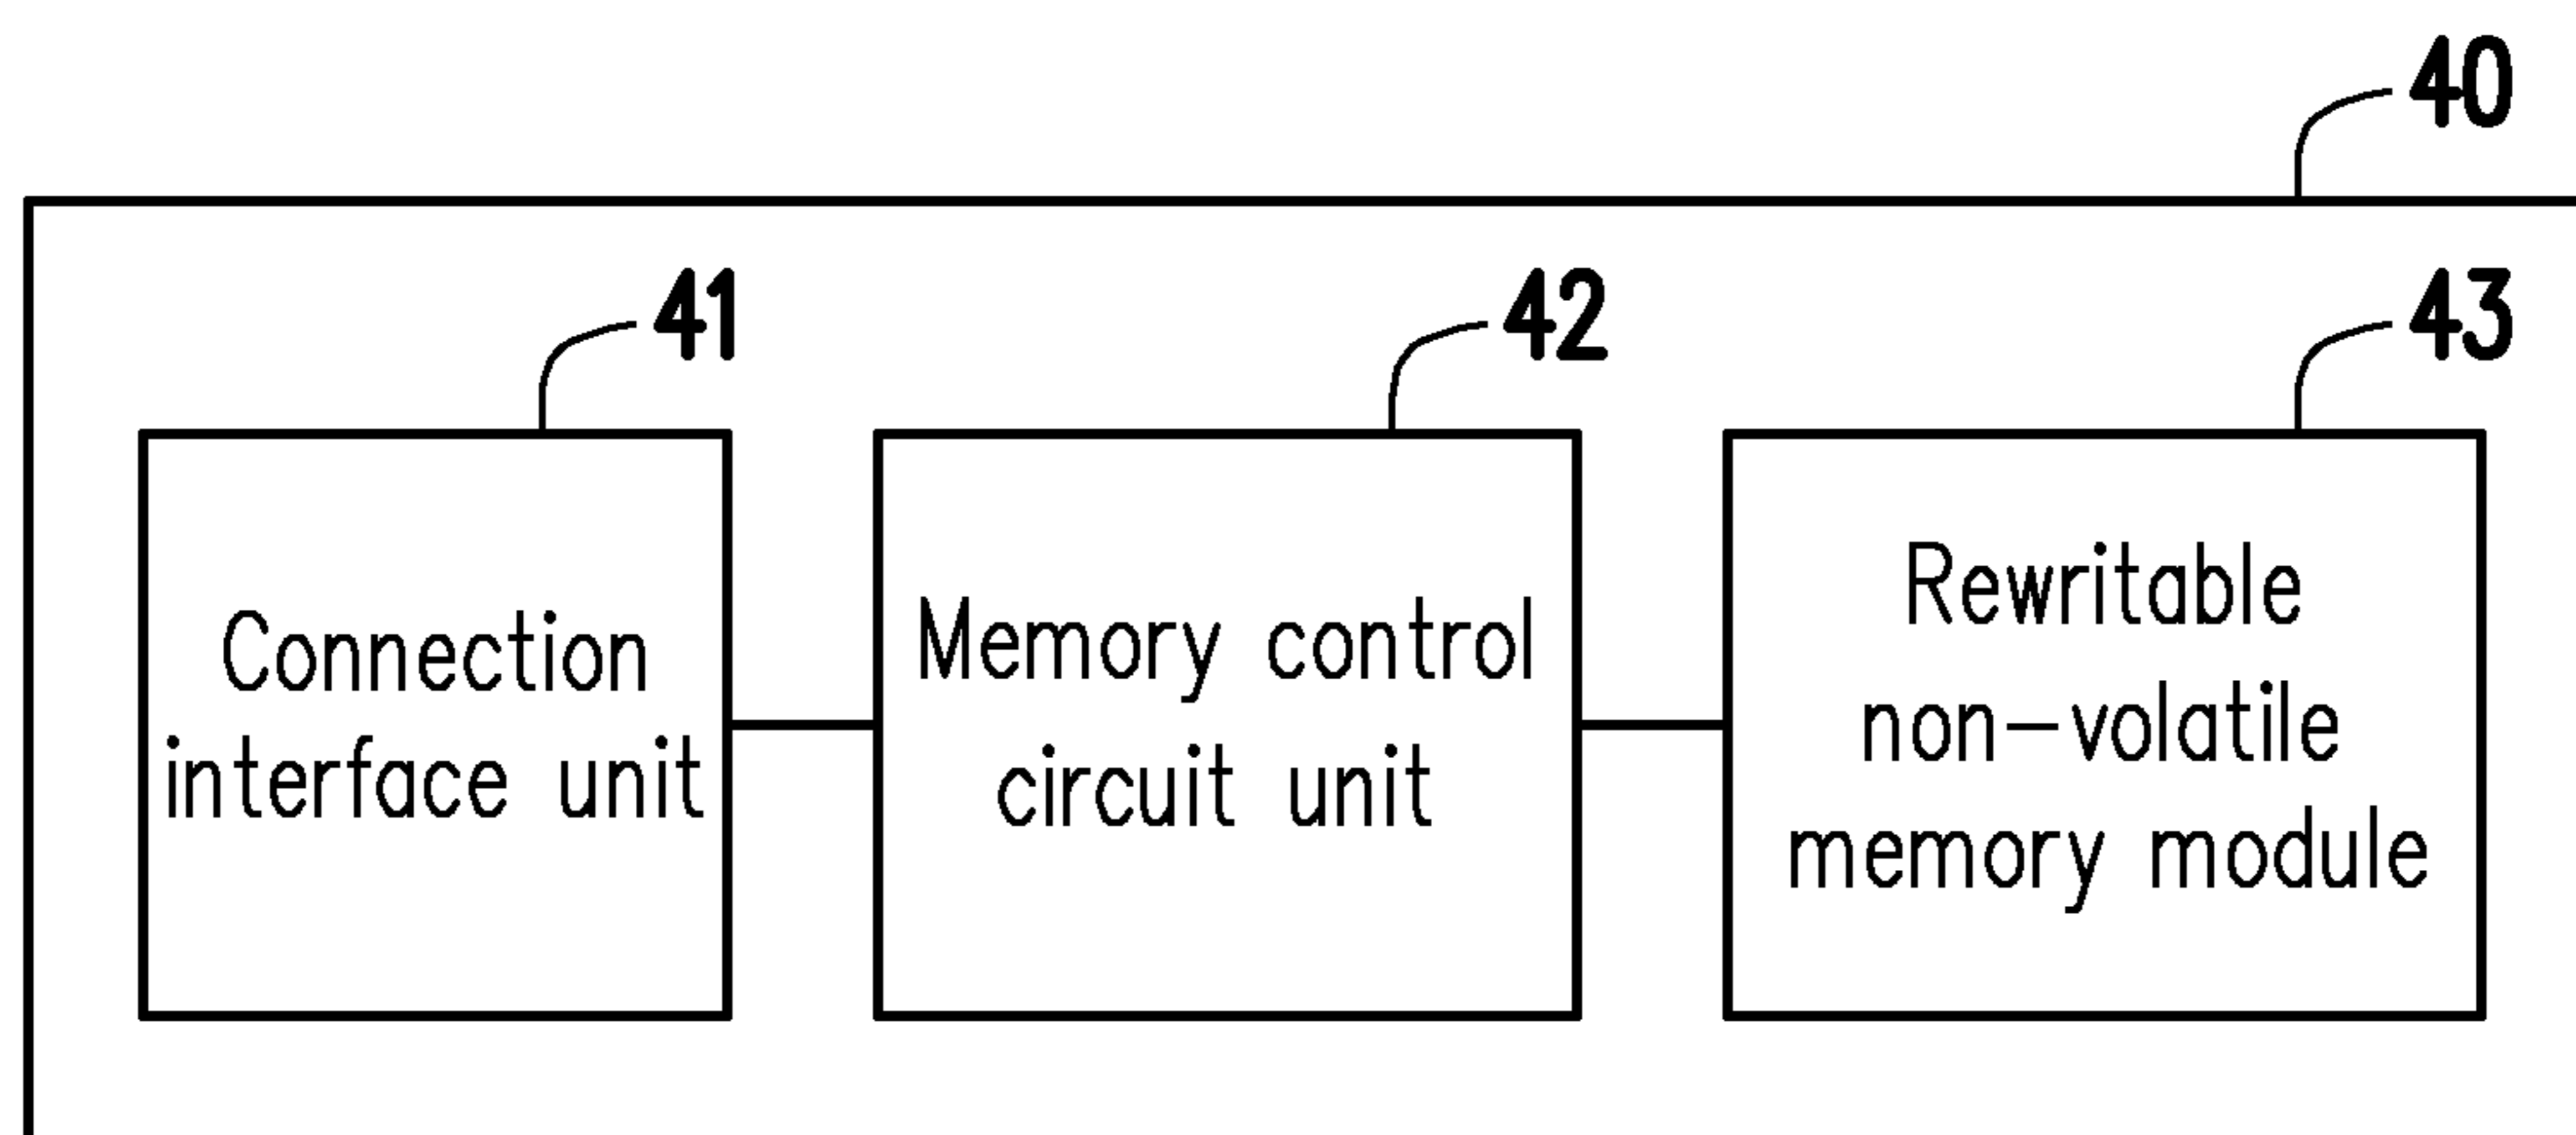 40
41
42
43
Connection
interface unit
Memory control
circuit unit
Rewritable
non-volatile
memory module